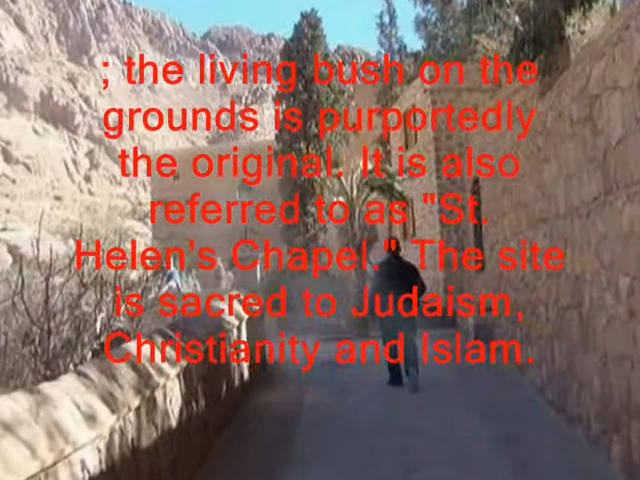 ; the living bush on the
grounds is purportedly
the original. It is also
referred to as "St.
Helen's Chapel." The site
is sacred to Judaism,
Christianity and Islam.